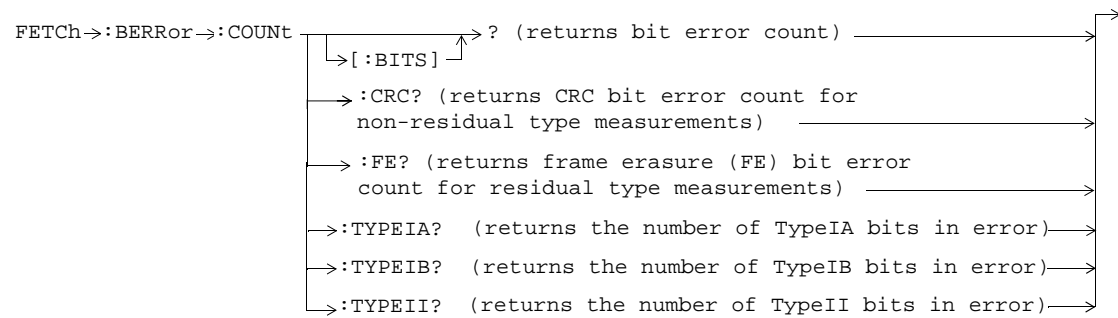 FETCh:BERRor:COUNt ? (returns bit error count)
[:BITS]
:CRC? (returns CRC bit error count for
non-residual type measurements)
:FE? (returns frame erasure (FE) bit error
count for residual type measurements)
:TYPEIA? (returns the number of TypeIA bits in error)
:TYPEIB? (returns the number of TypeIB bits in error)
:TYPEII? (returns the number of TypeII bits in error)